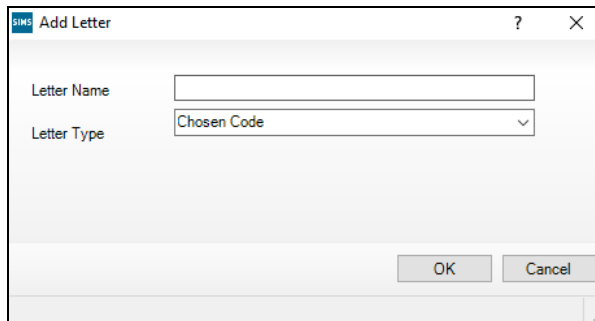 SIMS Add Letter ?
Letter Name
Letter Type Chosen Code
OK Cancel